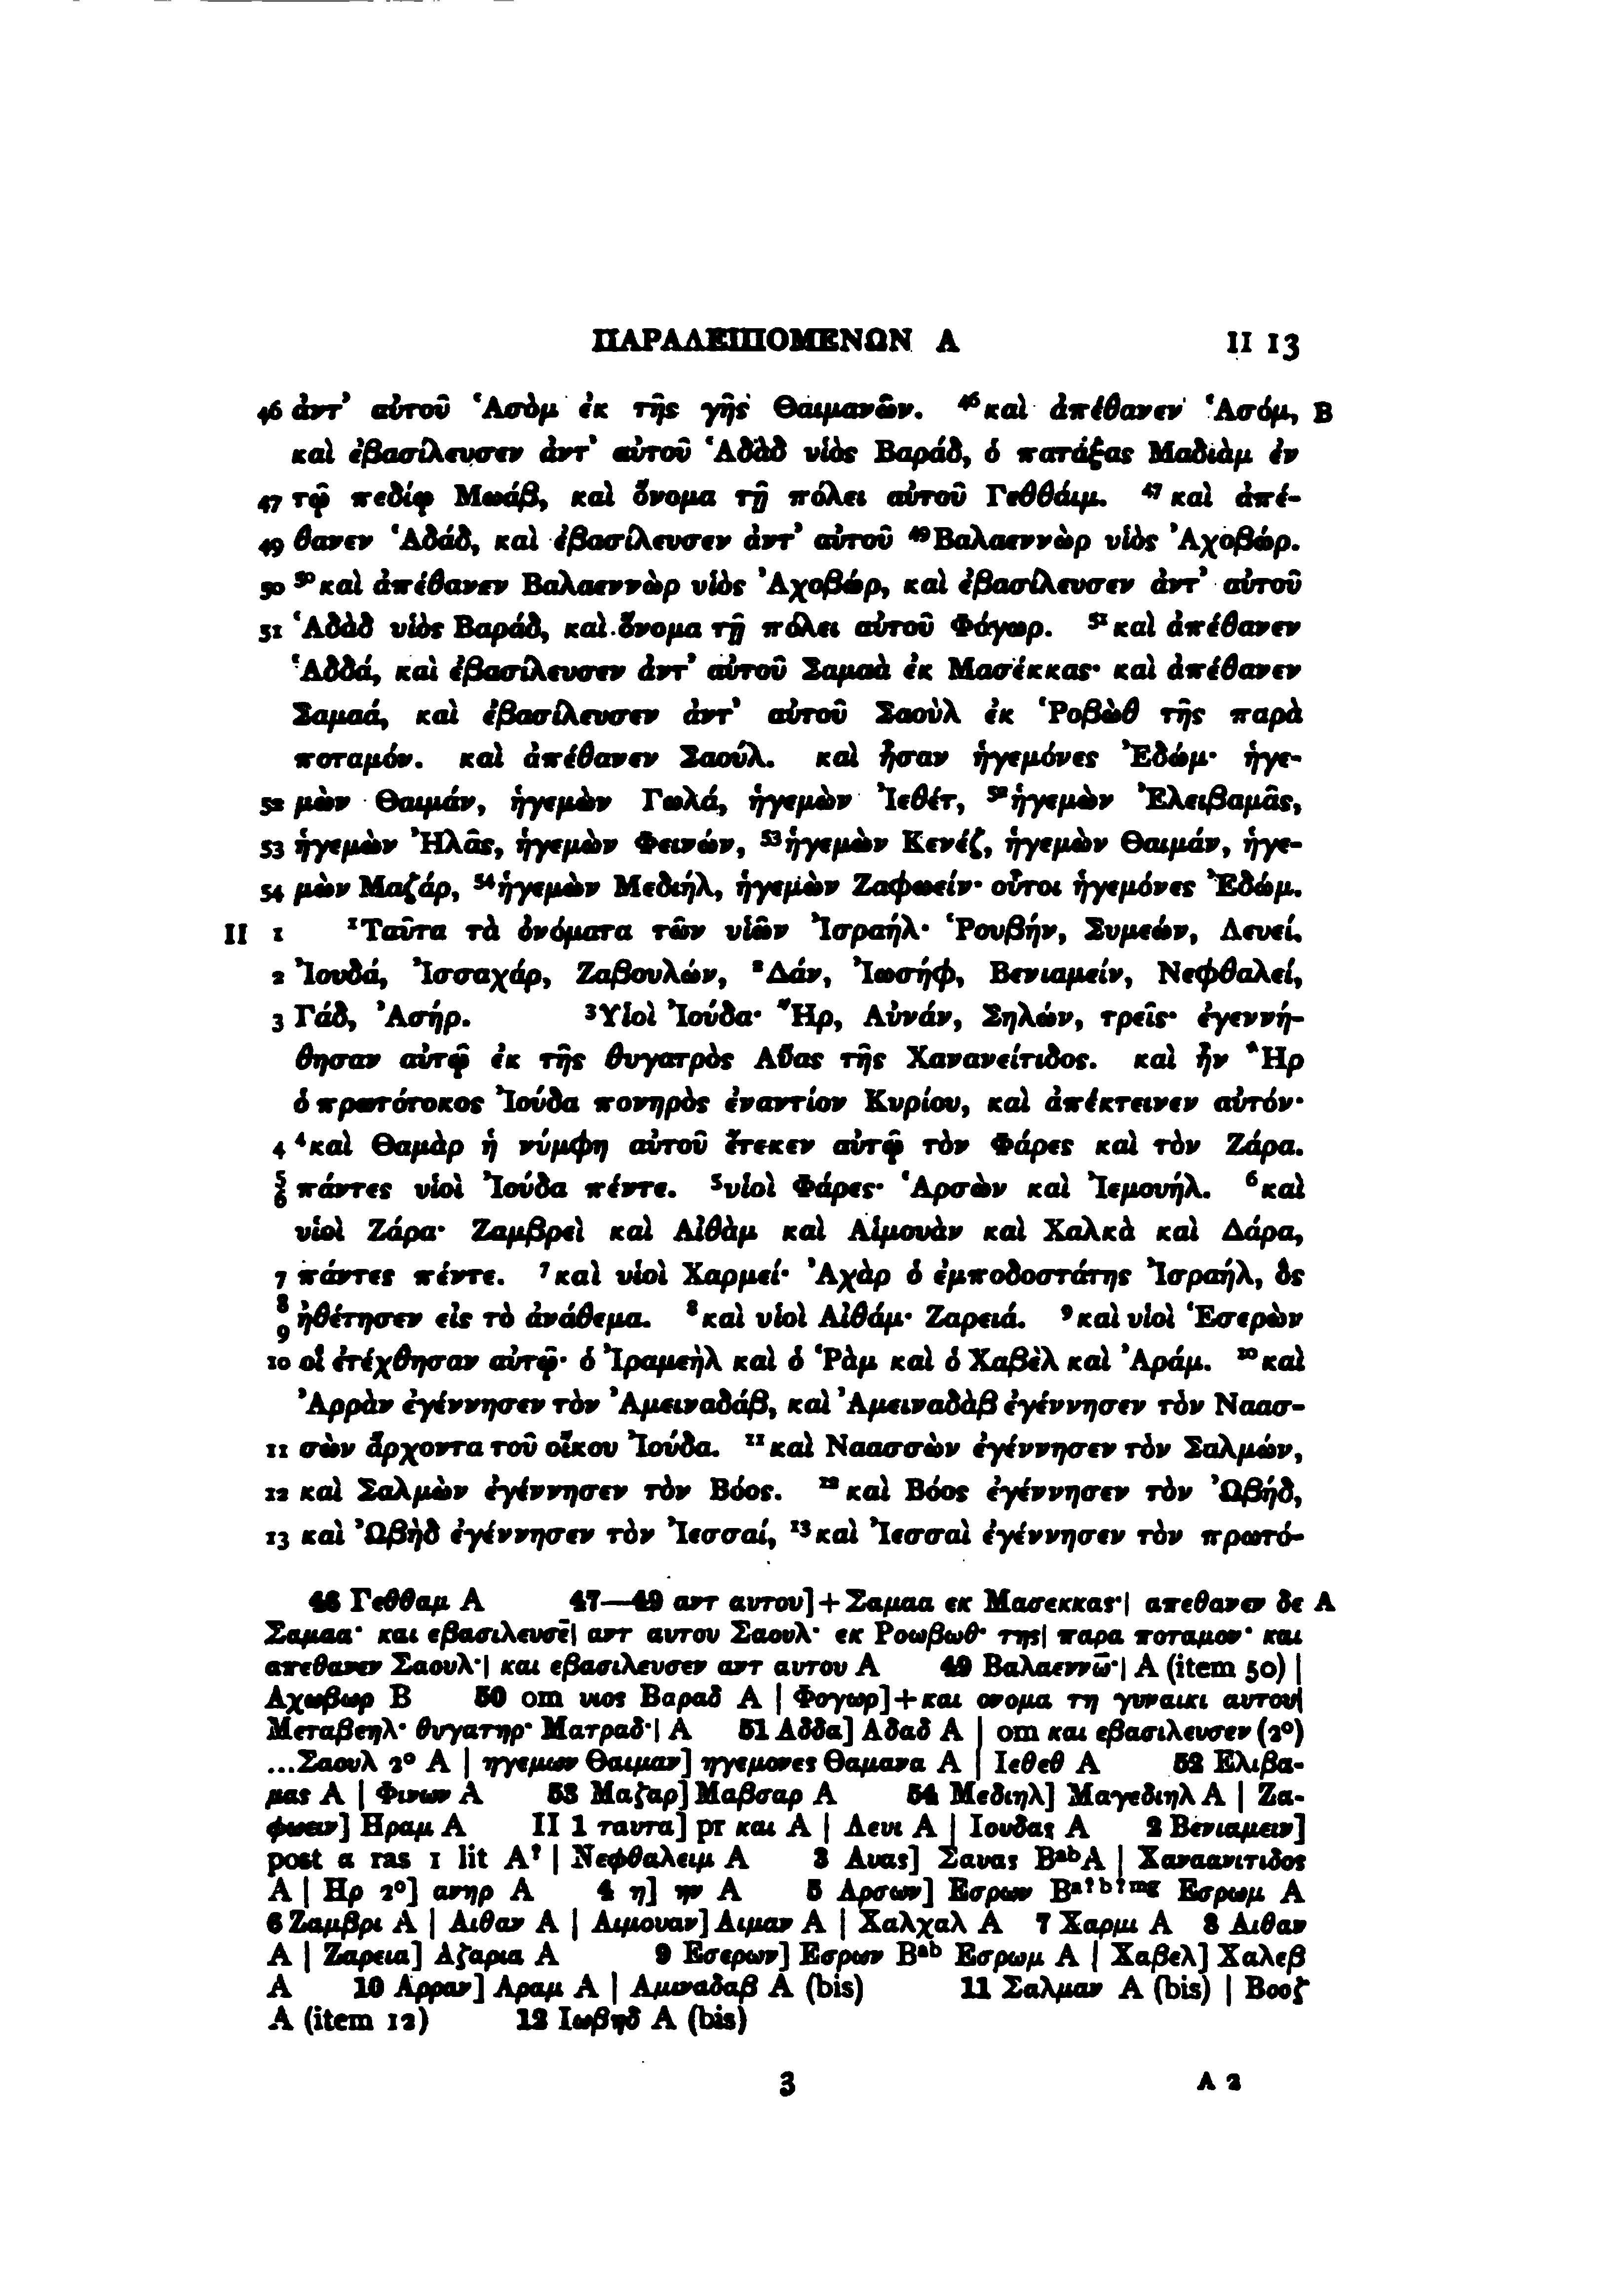 ΠΑΡΑΛΕΙΠΟΜΕΝΩΝ Α II 13
46 ἀντ’ αὐτοῦ Ἁσὸμ ἐκ τῆς γῆς Θαιμανῶν. ⁴⁶καὶ ἀπέθανεν Ἁσόμ, B
καὶ ἐβασίλευσεν ἀντ’ αὐτοῦ Ἁδὰδ υἱὸς Βαράδ, ὁ πατάξας Μαδιὰμ ἐν
47 τῷ πεδίῳ Μωάβ, καὶ ὄνομα τῇ πόλει αὐτοῦ Γεθθάιμ. ⁴⁷καὶ ἀπέ-
49 θανεν Ἁδάδ, καὶ ἐβασίλευσεν ἀντ’ αὐτοῦ ⁴⁹Βαλαεννὼρ υἱὸς Ἀχοβώρ.
50 ⁵⁰καὶ ἀπέθανεν Βαλαεννὼρ υἱὸς Ἀχοβώρ, καὶ ἐβασίλευσεν ἀντ’ αὐτοῦ
51 Ἁδὰδ υἱὸς Βαράδ, καὶ ὄνομα τῇ πόλει αὐτοῦ Φόγωρ. ⁵¹καὶ ἀπέθανεν
Ἁδδά, καὶ ἐβασίλευσεν ἀντ’ αὐτοῦ Σαμαὰ ἐκ Μασέκκας· καὶ ἀπέθανεν
Σαμαά, καὶ ἐβασίλευσεν ἀντ’ αὐτοῦ Σαοὺλ ἐκ Ῥοβὼθ τῆς παρὰ
ποταμόν. καὶ ἀπέθανεν Σαούλ. καὶ ἦσαν ἡγεμόνες Ἐδώμ· ἡγε-
52 μὼν Θαιμάν, ἡγεμὼν Γωλά, ἡγεμὼν Ἰεθέτ, ⁵²ἡγεμὼν Ἐλειβαμᾶς,
53 ἡγεμὼν Ἠλᾶς, ἡγεμὼν Φεινών, ⁵³ἡγεμὼν Κενέζ, ἡγεμὼν Θαιμάν, ἡγε-
54 μὼν Μαζάρ, ⁵⁴ἡγεμὼν Μεδιήλ, ἡγεμὼν Ζαφωείν· οὗτοι ἡγεμόνες Ἐδώμ.
II 1 ¹Ταῦτα τὰ ὀνόματα τῶν υἱῶν Ἰσραήλ· Ῥουβήν, Συμεών, Λευεί,
2 Ἰουδά, Ἰσσαχάρ, Ζαβουλών, ²Δάν, Ἰωσήφ, Βενιαμείν, Νεφθαλεί,
3 Γάδ, Ἀσήρ. ³Υἱοὶ Ἰούδα· Ἤρ, Αὐνάν, Σηλών, τρεῖς· ἐγεννή-
θησαν αὐτῷ ἐκ τῆς θυγατρὸς Αὔας τῆς Χανανείτιδος. καὶ ἦν Ἢρ
ὁ πρωτότοκος Ἰούδα πονηρὸς ἐναντίον Κυρίου, καὶ ἀπέκτεινεν αὐτόν·
4 ⁴καὶ Θαμὰρ ἡ νύμφη αὐτοῦ ἔτεκεν αὐτῷ τὸν Φάρες καὶ τὸν Ζάρα.
5 6 πάντες υἱοὶ Ἰούδα πέντε. ⁵υἱοὶ Φάρες· Ἁρσὼν καὶ Ἰεμουήλ. ⁶καὶ
υἱοὶ Ζάρα· Ζαμβρεὶ καὶ Αἰθὰμ καὶ Αἱμουὰν καὶ Χαλκὰ καὶ Δάρα,
7 πάντες πέντε. ⁷καὶ υἱοὶ Χαρμεί· Ἀχὰρ ὁ ἐμποδοστάτης Ἰσραήλ, ὃς
8 9 ἠθέτησεν εἰς τὸ ἀνάθεμα. ⁸καὶ υἱοὶ Αἰθάμ· Ζαρειά. ⁹καὶ υἱοὶ Ἑσερὼν
10 οἳ ἐτέχθησαν αὐτῷ· ὁ Ἰραμεὴλ καὶ ὁ Ῥὰμ καὶ ὁ Χαβὲλ καὶ Ἀράμ. ¹⁰καὶ
Ἀρρὰν ἐγέννησεν τὸν Ἀμειναδάβ, καὶ Ἀμειναδὰβ ἐγέννησεν τὸν Ναασ-
11 σὼν ἄρχοντα τοῦ οἴκου Ἰούδα. ¹¹καὶ Ναασσὼν ἐγέννησεν τὸν Σαλμών,
12 καὶ Σαλμὼν ἐγέννησεν τὸν Βόος. ¹²καὶ Βόος ἐγέννησεν τὸν Ὠβήδ,
13 καὶ Ὠβὴδ ἐγέννησεν τὸν Ἰεσσαί, ¹³καὶ Ἰεσσαὶ ἐγέννησεν τὸν πρωτό-
46 Γεθθαμ A 47—49 αντ αυτου]+Σαμαα εκ Μασεκκας·| απεθανεν δε A
Σαμαα· και εβασιλευσε̄| αντ αυτου Σαουλ· εκ Ροωβωθ· της| παρα ποταμον· και
απεθανεν Σαουλ·| και εβασιλευσεν αντ αυτου A 49 Βαλαεννω̄·| A (item 50) |
Αχωβωρ B 50 om υιος Βαραδ A | Φογωρ]+και ονομα τη γυναικι αυτου|
Μεταβεηλ· θυγατηρ· Ματραδ·| A 51 Αδδα] Αδαδ A | om και εβασιλευσεν (2°)
...Σαουλ 2° A | ηγεμων Θαιμαν] ηγεμονες Θαμανα A | Ιεθεθ A 52 Ελιβα-
μας A | Φινων A 53 Μαζαρ] Μαβσαρ A 54 Μεδιηλ] Μαγεδιηλ A | Ζα-
φωειν] Ηραμ A II 1 ταυτα] pr και A | Λευι A | Ιουδας A 2 Βενιαμειν]
post α ras 1 lit A? | Νεφθαλειμ A 3 Αυας] Σαυας Bᵃᵇ A | Χαναανιτιδος
A | Ηρ 2°] ανηρ A 4 η] ην A 5 Αρσων] Εσρων Bᵃ?ᵇ?ᵐᵍ Εσρωμ A
6 Ζαμβρι A | Αιθαν A | Αιμουαν] Αιμαν A | Χαλχαλ A 7 Χαρμι A 8 Αιθαν
A | Ζαρεια] Αζαρια A 9 Εσερων] Εσρων Bᵃᵇ Εσρωμ A | Χαβελ] Χαλεβ
A 10 Αρραν] Αραμ A | Αμιναδαβ A (bis) 11 Σαλμαν A (bis) | Βοοζ
A (item 12) 12 Ιωβηδ A (bis)
3 A 2